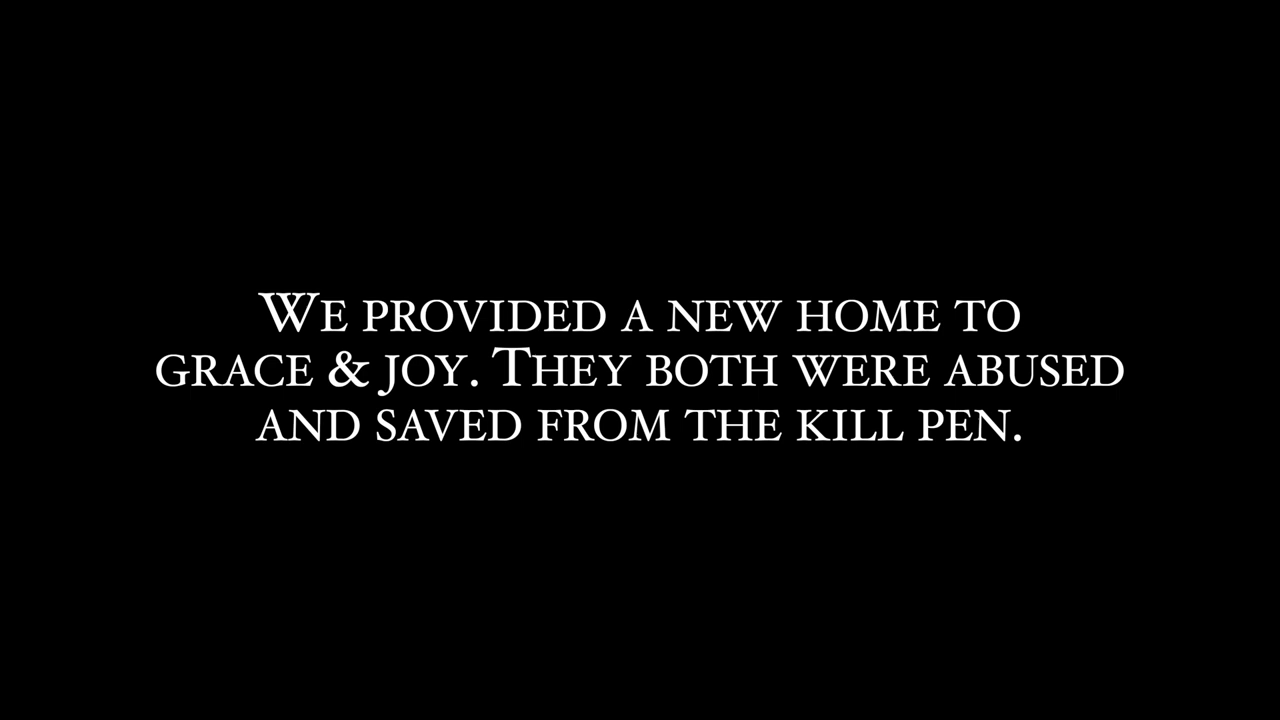 We provided a new home to
grace & joy. They both were abused
and saved from the kill pen.